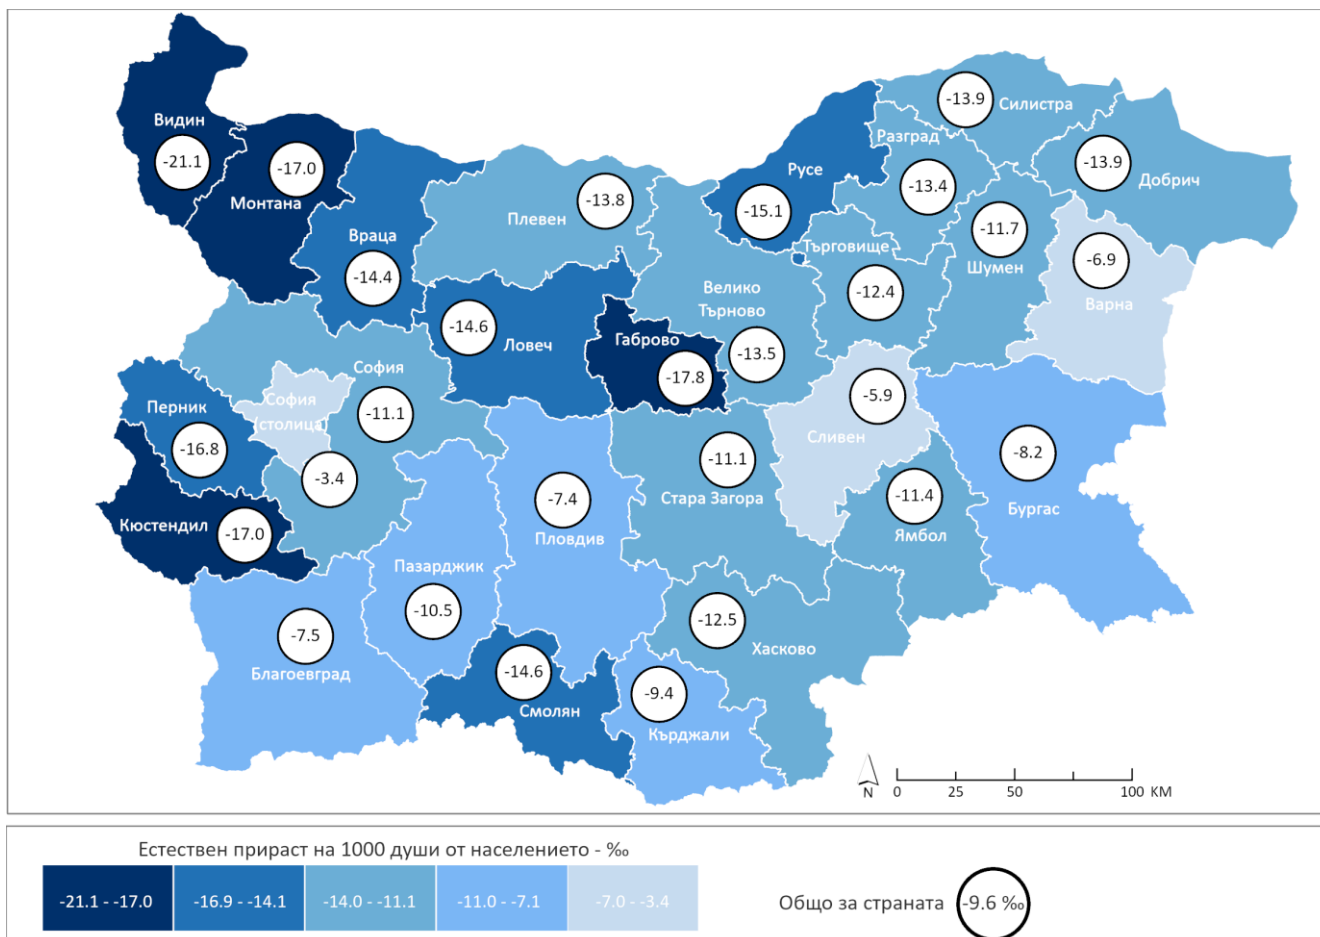 Видин
-21.1
Монтана
-17.0
Враца
-14.4
Плевен
-13.8
Ловеч
-14.6
Габрово
-17.8
Велико
Търново
-13.5
Русе
-15.1
Разград
-13.4
Силистра
-13.9
Добрич
-13.9
Търговище
-12.4
Шумен
-11.7
Варна
-6.9
София
-11.1
София
(столица)
-3.4
Перник
-16.8
Кюстендил
-17.0
Благоевград
-7.5
Пазарджик
-10.5
Пловдив
-7.4
Стара Загора
-11.1
Сливен
-5.9
Ямбол
-11.4
Бургас
-8.2
Смолян
-14.6
Кърджали
-9.4
Хасково
-12.5
N
0 25 50 100 КМ
Естествен прираст на 1000 души от населението - ‰
-21.1 - -17.0 -16.9 - -14.1 -14.0 - -11.1 -11.0 - -7.1 -7.0 - -3.4
Общо за страната -9.6 ‰